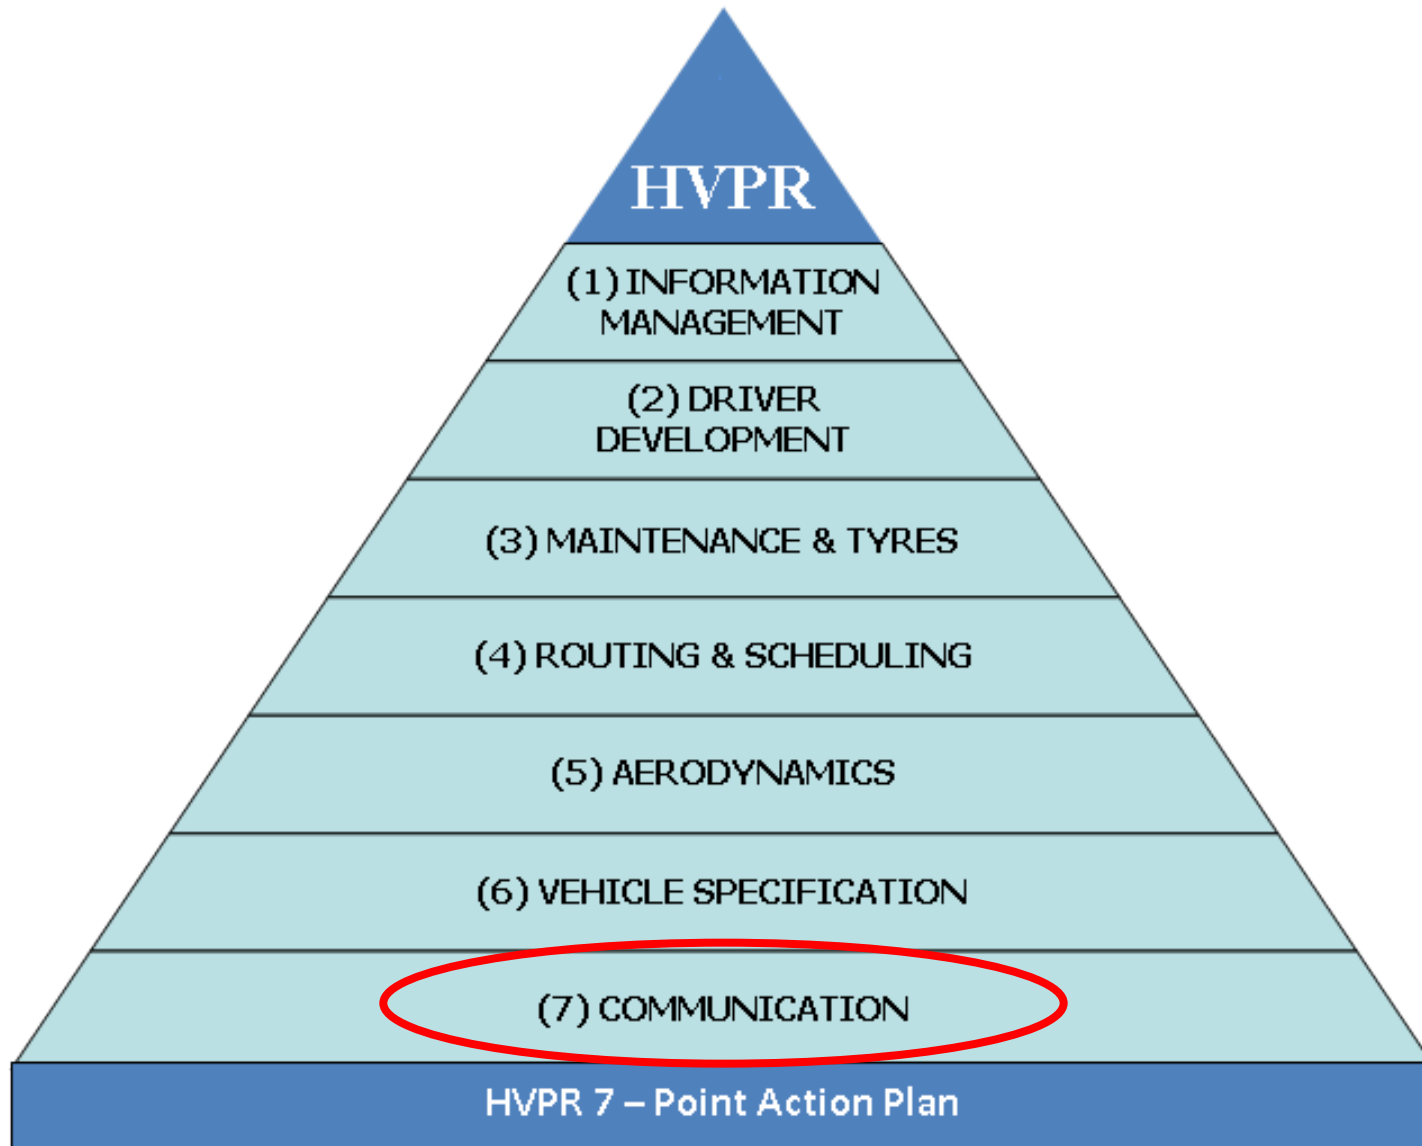 HVPR
(1) INFORMATION
MANAGEMENT
(2) DRIVER
DEVELOPMENT
(3) MAINTENANCE & TYRES
(4) ROUTING & SCHEDULING
(5) AERODYNAMICS
(6) VEHICLE SPECIFICATION
(7) COMMUNICATION
HVPR 7 – Point Action Plan